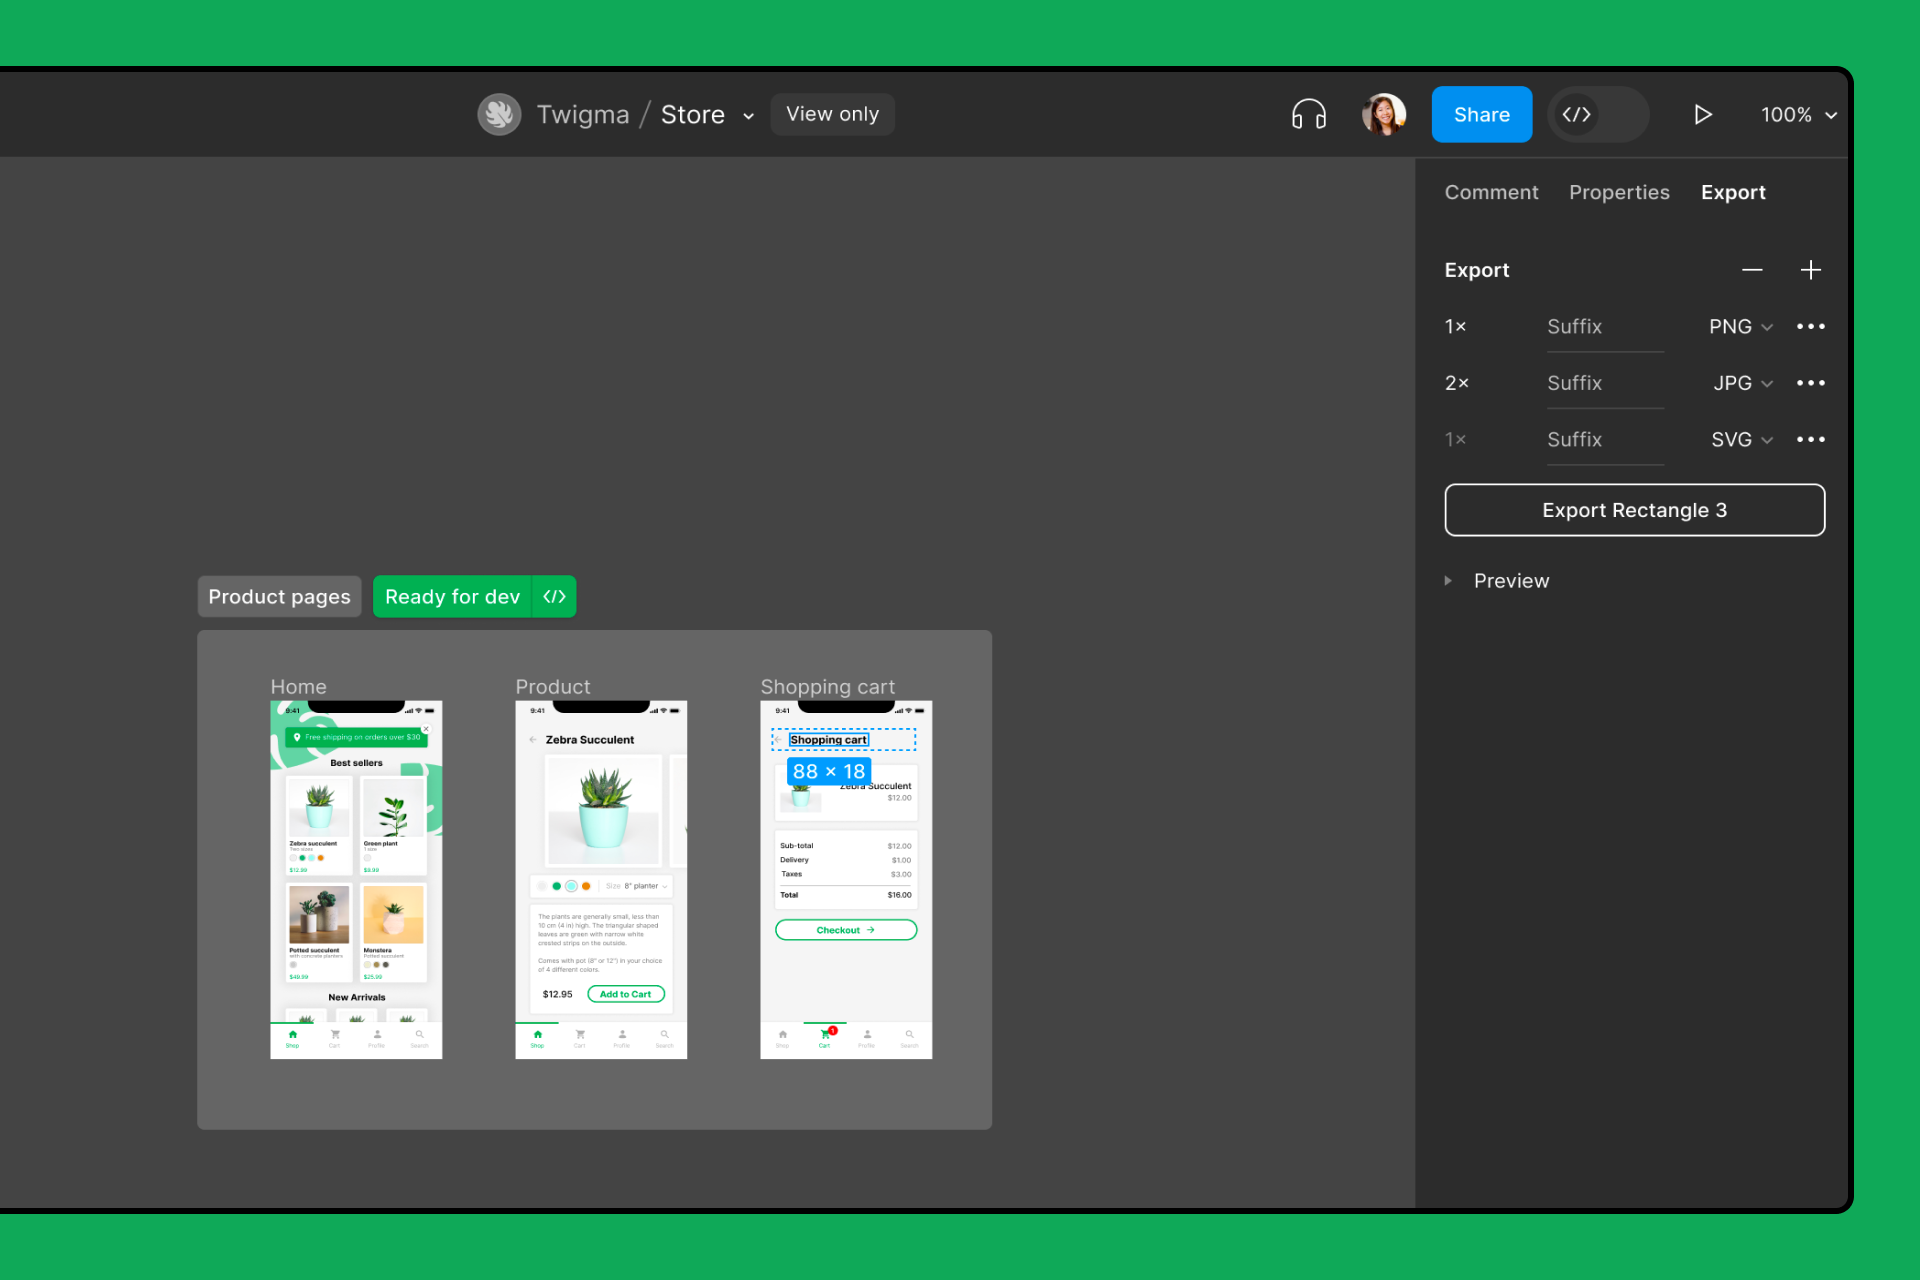 Twigma / Store
View only
Share
</>
100%
Comment Properties Export
Export
1× Suffix PNG
2× Suffix JPG
1× Suffix SVG
Export Rectangle 3
Preview
Product pages
Ready for dev </>
Home
9:41
Free shipping on orders over $30
Best sellers
Zebra succulent
Two sizes
$12.99
Green plant
1 size
$9.99
Potted succulent
with concrete planters
$49.99
Monstera
Potted succulent
$25.99
New Arrivals
Shop Cart Profile Search
Product
9:41
Zebra Succulent
Size 8" planter
The plants are generally small, less than
10 cm (4 in) high. The triangular shaped
leaves are green with narrow white
crested strips on the outside.
Comes with pot (8" or 12") in your choice
of 4 different colors.
$12.95 Add to Cart
Shop Cart Profile Search
Shopping cart
9:41
Shopping cart
88 × 18
Zebra Succulent
$12.00
Sub-total $12.00
Delivery $1.00
Taxes $3.00
Total $16.00
Checkout
1
Shop Cart Profile Search